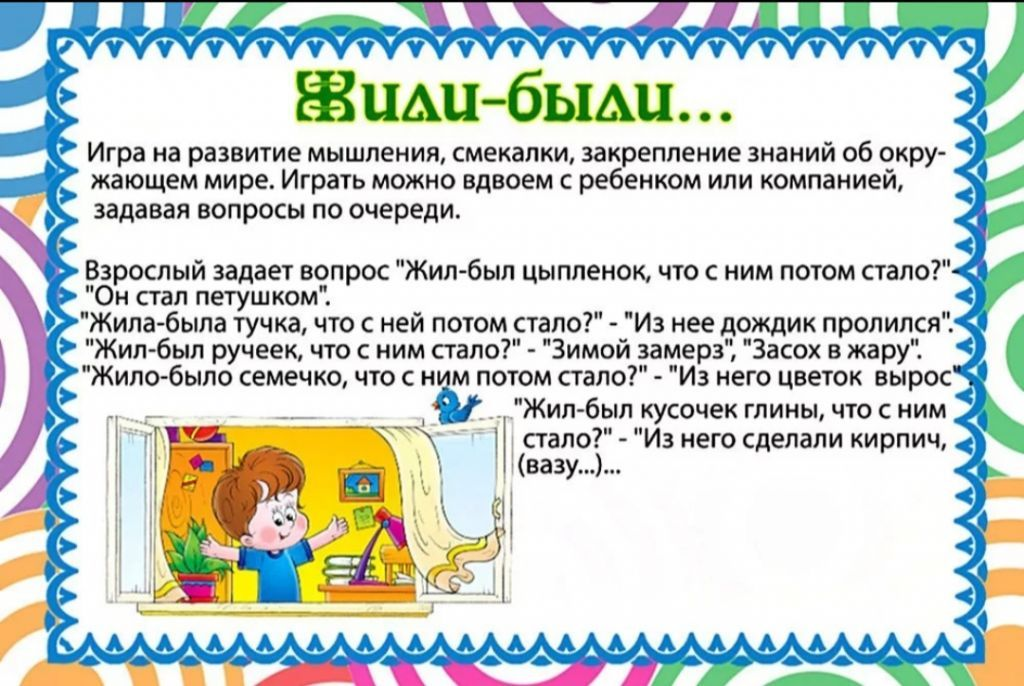 Жили-были...
Игра на развитие мышления, смекалки, закрепление знаний об окру-
жающем мире. Играть можно вдвоем с ребенком или компанией,
задавая вопросы по очереди.
Взрослый задает вопрос "Жил-был цыпленок, что с ним потом стало?"-
"Он стал петушком".
"Жила-была тучка, что с ней потом стало?" - "Из нее дождик пролился".
"Жил-был ручеек, что с ним стало?" - "Зимой замерз", "Засох в жару".
"Жило-было семечко, что с ним потом стало?" - "Из него цветок вырос".
"Жил-был кусочек глины, что с ним
стало?" - "Из него сделали кирпич,
(вазу...)...